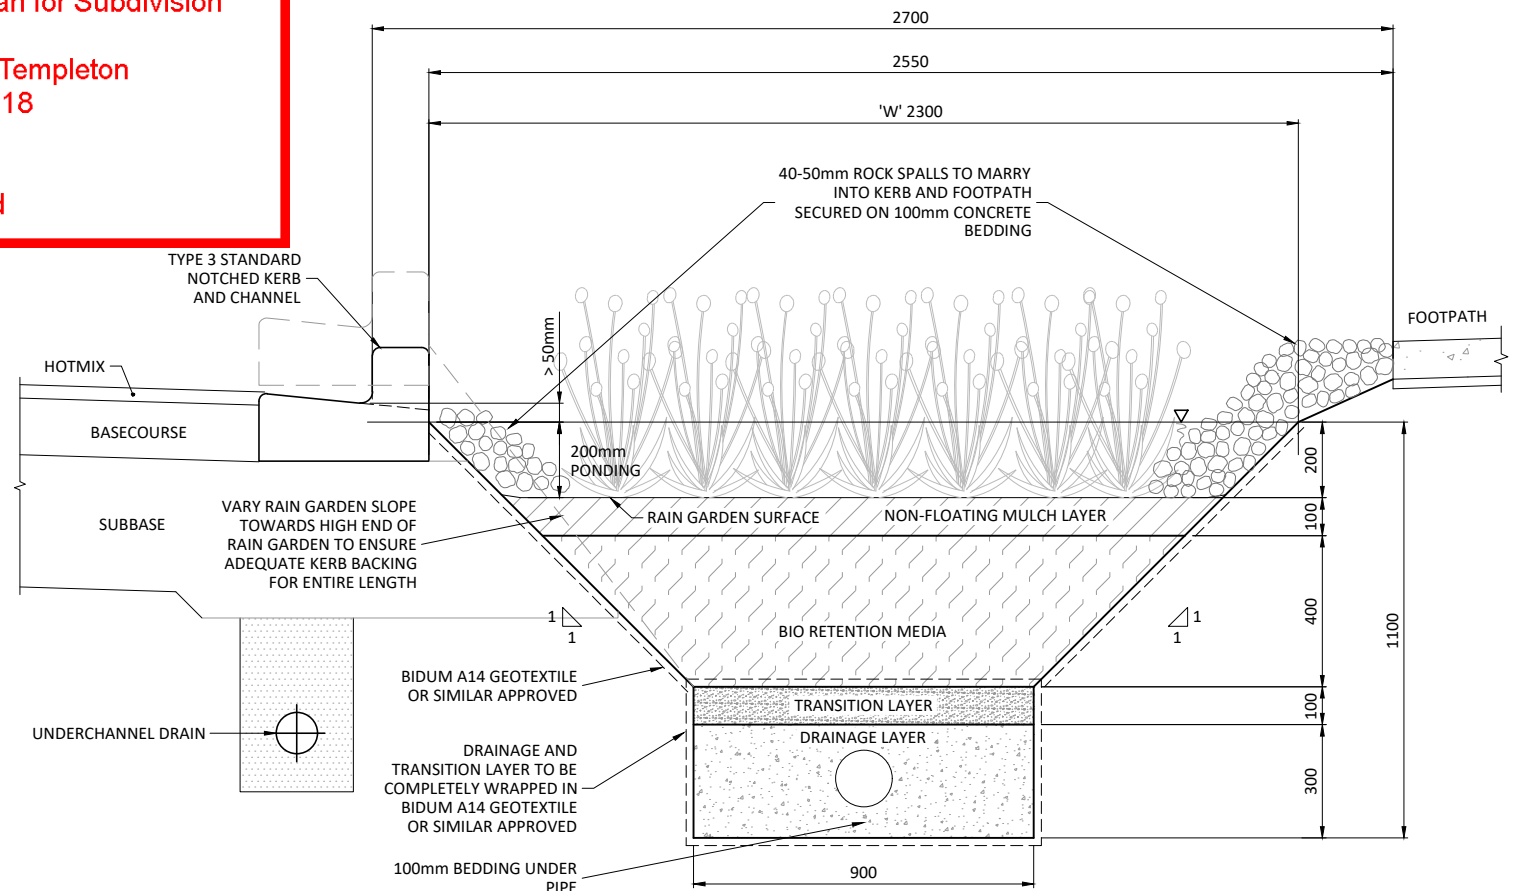 an for Subdivision
Templeton
18
d
2700
2550
'W' 2300
40-50mm ROCK SPALLS TO MARRY
INTO KERB AND FOOTPATH
SECURED ON 100mm CONCRETE
BEDDING
TYPE 3 STANDARD
NOTCHED KERB
AND CHANNEL
FOOTPATH
HOTMIX
>50mm
BASECOURSE
200mm
PONDING
200
VARY RAIN GARDEN SLOPE
TOWARDS HIGH END OF
RAIN GARDEN TO ENSURE
ADEQUATE KERB BACKING
FOR ENTIRE LENGTH
SUBBASE
RAIN GARDEN SURFACE
NON-FLOATING MULCH LAYER
100
1
1
BIO RETENTION MEDIA
1
1
400
1100
BIDUM A14 GEOTEXTILE
OR SIMILAR APPROVED
TRANSITION LAYER
100
UNDERCHANNEL DRAIN
DRAINAGE LAYER
DRAINAGE AND
TRANSITION LAYER TO BE
COMPLETELY WRAPPED IN
BIDUM A14 GEOTEXTILE
OR SIMILAR APPROVED
300
100mm BEDDING UNDER
PIPE
900